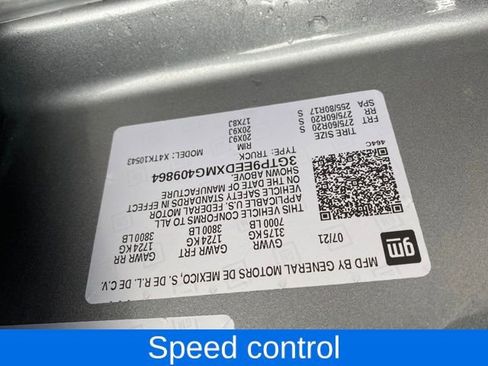 gm
MFD BY GENERAL MOTORS DE MEXICO, S. DE R.L. DE C.V.
07/21 GVWR GAWR FRT GAWR RR
3175 KG 1724 KG 1724 KG
7000 LB 3800 LB 3800 LB
THIS VEHICLE CONFORMS TO ALL
APPLICABLE U.S. FEDERAL MOTOR
VEHICLE SAFETY STANDARDS IN EFFECT
ON THE DATE OF MANUFACTURE
SHOWN ABOVE.
3GTP9EEDXMG409864
TYPE: TRUCK MODEL: X4TK10543
464C TIRE SIZE RIM
FRT 275/60R20 S 20X9J
RR 275/60R20 S 20X9J
SPA 255/80R17 17X8J
Speed control